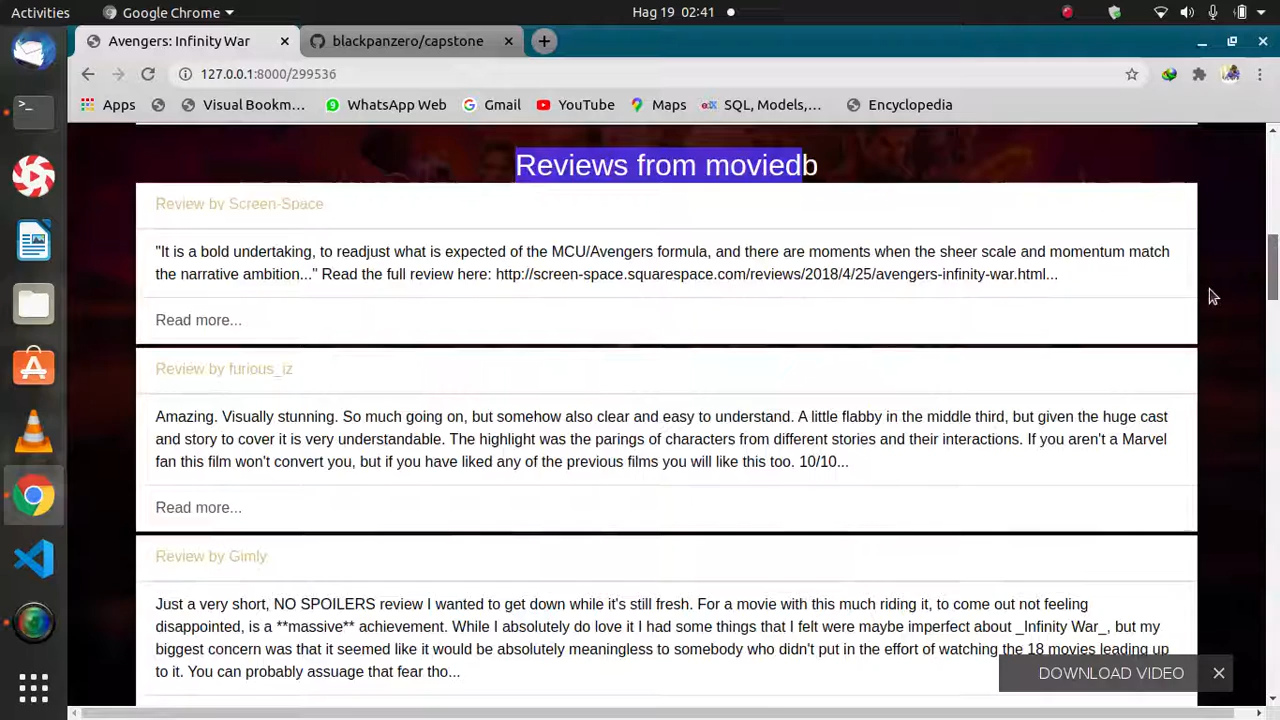 Activities
Google Chrome
Hag 19 02:41
Avengers: Infinity War
blackpanzero/capstone
127.0.0.1:8000/299536
Apps
Visual Bookm...
WhatsApp Web
Gmail
YouTube
Maps
SQL, Models,...
Encyclopedia
Reviews from moviedb
Review by Screen-Space
"It is a bold undertaking, to readjust what is expected of the MCU/Avengers formula, and there are moments when the sheer scale and momentum match
the narrative ambition..." Read the full review here: http://screen-space.squarespace.com/reviews/2018/4/25/avengers-infinity-war.html...
Read more...
Review by furious_iz
Amazing. Visually stunning. So much going on, but somehow also clear and easy to understand. A little flabby in the middle third, but given the huge cast
and story to cover it is very understandable. The highlight was the parings of characters from different stories and their interactions. If you aren't a Marvel
fan this film won't convert you, but if you have liked any of the previous films you will like this too. 10/10...
Read more...
Review by Gimly
Just a very short, NO SPOILERS review I wanted to get down while it's still fresh. For a movie with this much riding it, to come out not feeling
disappointed, is a **massive** achievement. While I absolutely do love it I had some things that I felt were maybe imperfect about _Infinity War_, but my
biggest concern was that it seemed like it would be absolutely meaningless to somebody who didn't put in the effort of watching the 18 movies leading up
to it. You can probably assuage that fear tho...
DOWNLOAD VIDEO